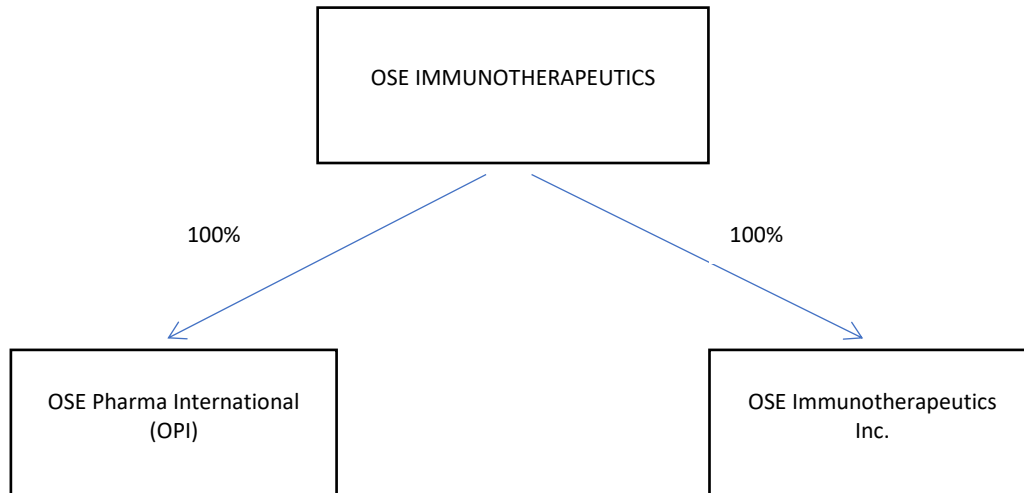 OSE IMMUNOTHERAPEUTICS
100%
100%
OSE Pharma International
(OPI)
OSE Immunotherapeutics
Inc.